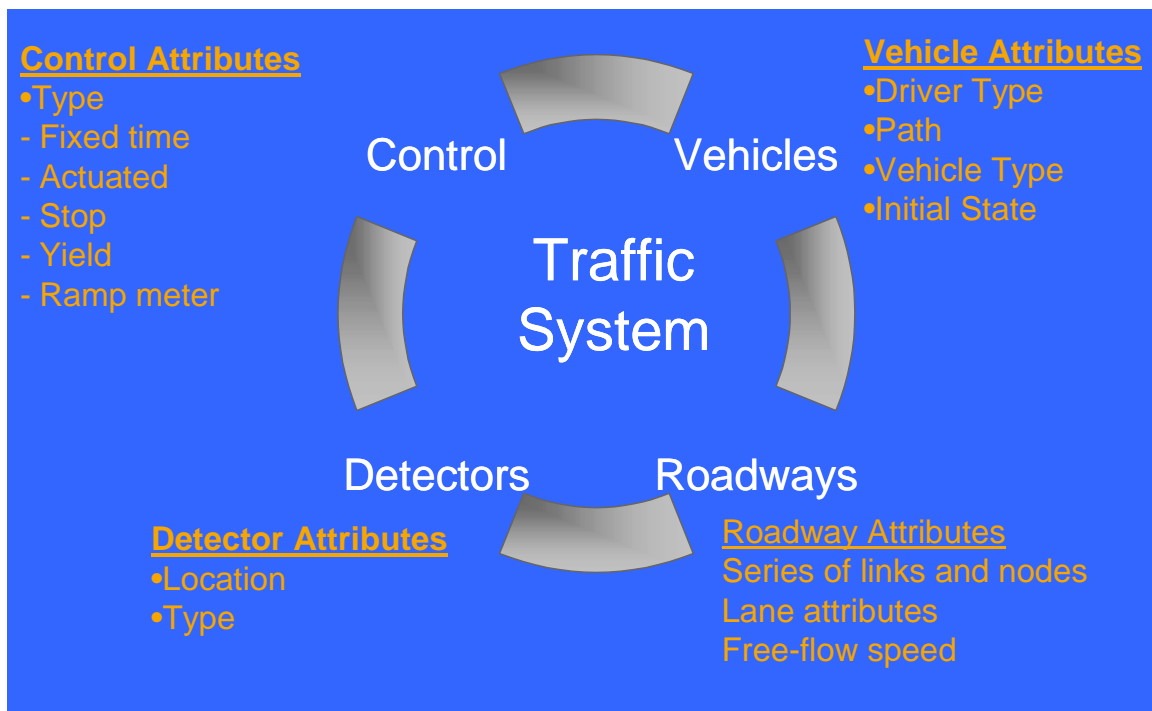 Control Attributes
•Type
- Fixed time
- Actuated
- Stop
- Yield
- Ramp meter
Control
Vehicles
Vehicle Attributes
•Driver Type
•Path
•Vehicle Type
•Initial State
Traffic
System
Detectors
Roadways
Detector Attributes
•Location
•Type
Roadway Attributes
Series of links and nodes
Lane attributes
Free-flow speed